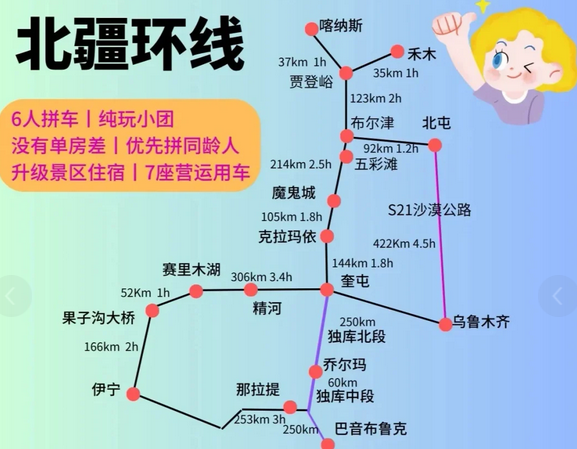 北疆环线
6人拼车丨纯玩小团
没有单房差丨优先拼同龄人
升级景区住宿丨7座营运用车
喀纳斯
禾木
37km 1h
35km 1h
贾登峪
123km 2h
布尔津
北屯
92km 1.2h
五彩滩
214km 2.5h
魔鬼城
S21沙漠公路
105km 1.8h
克拉玛依
422Km 4.5h
144km 1.8h
赛里木湖
306km 3.4h
奎屯
52Km 1h
精河
果子沟大桥
250km
乌鲁木齐
独库北段
166km 2h
乔尔玛
60km
伊宁
那拉提
独库中段
253km 3h
250km
巴音布鲁克